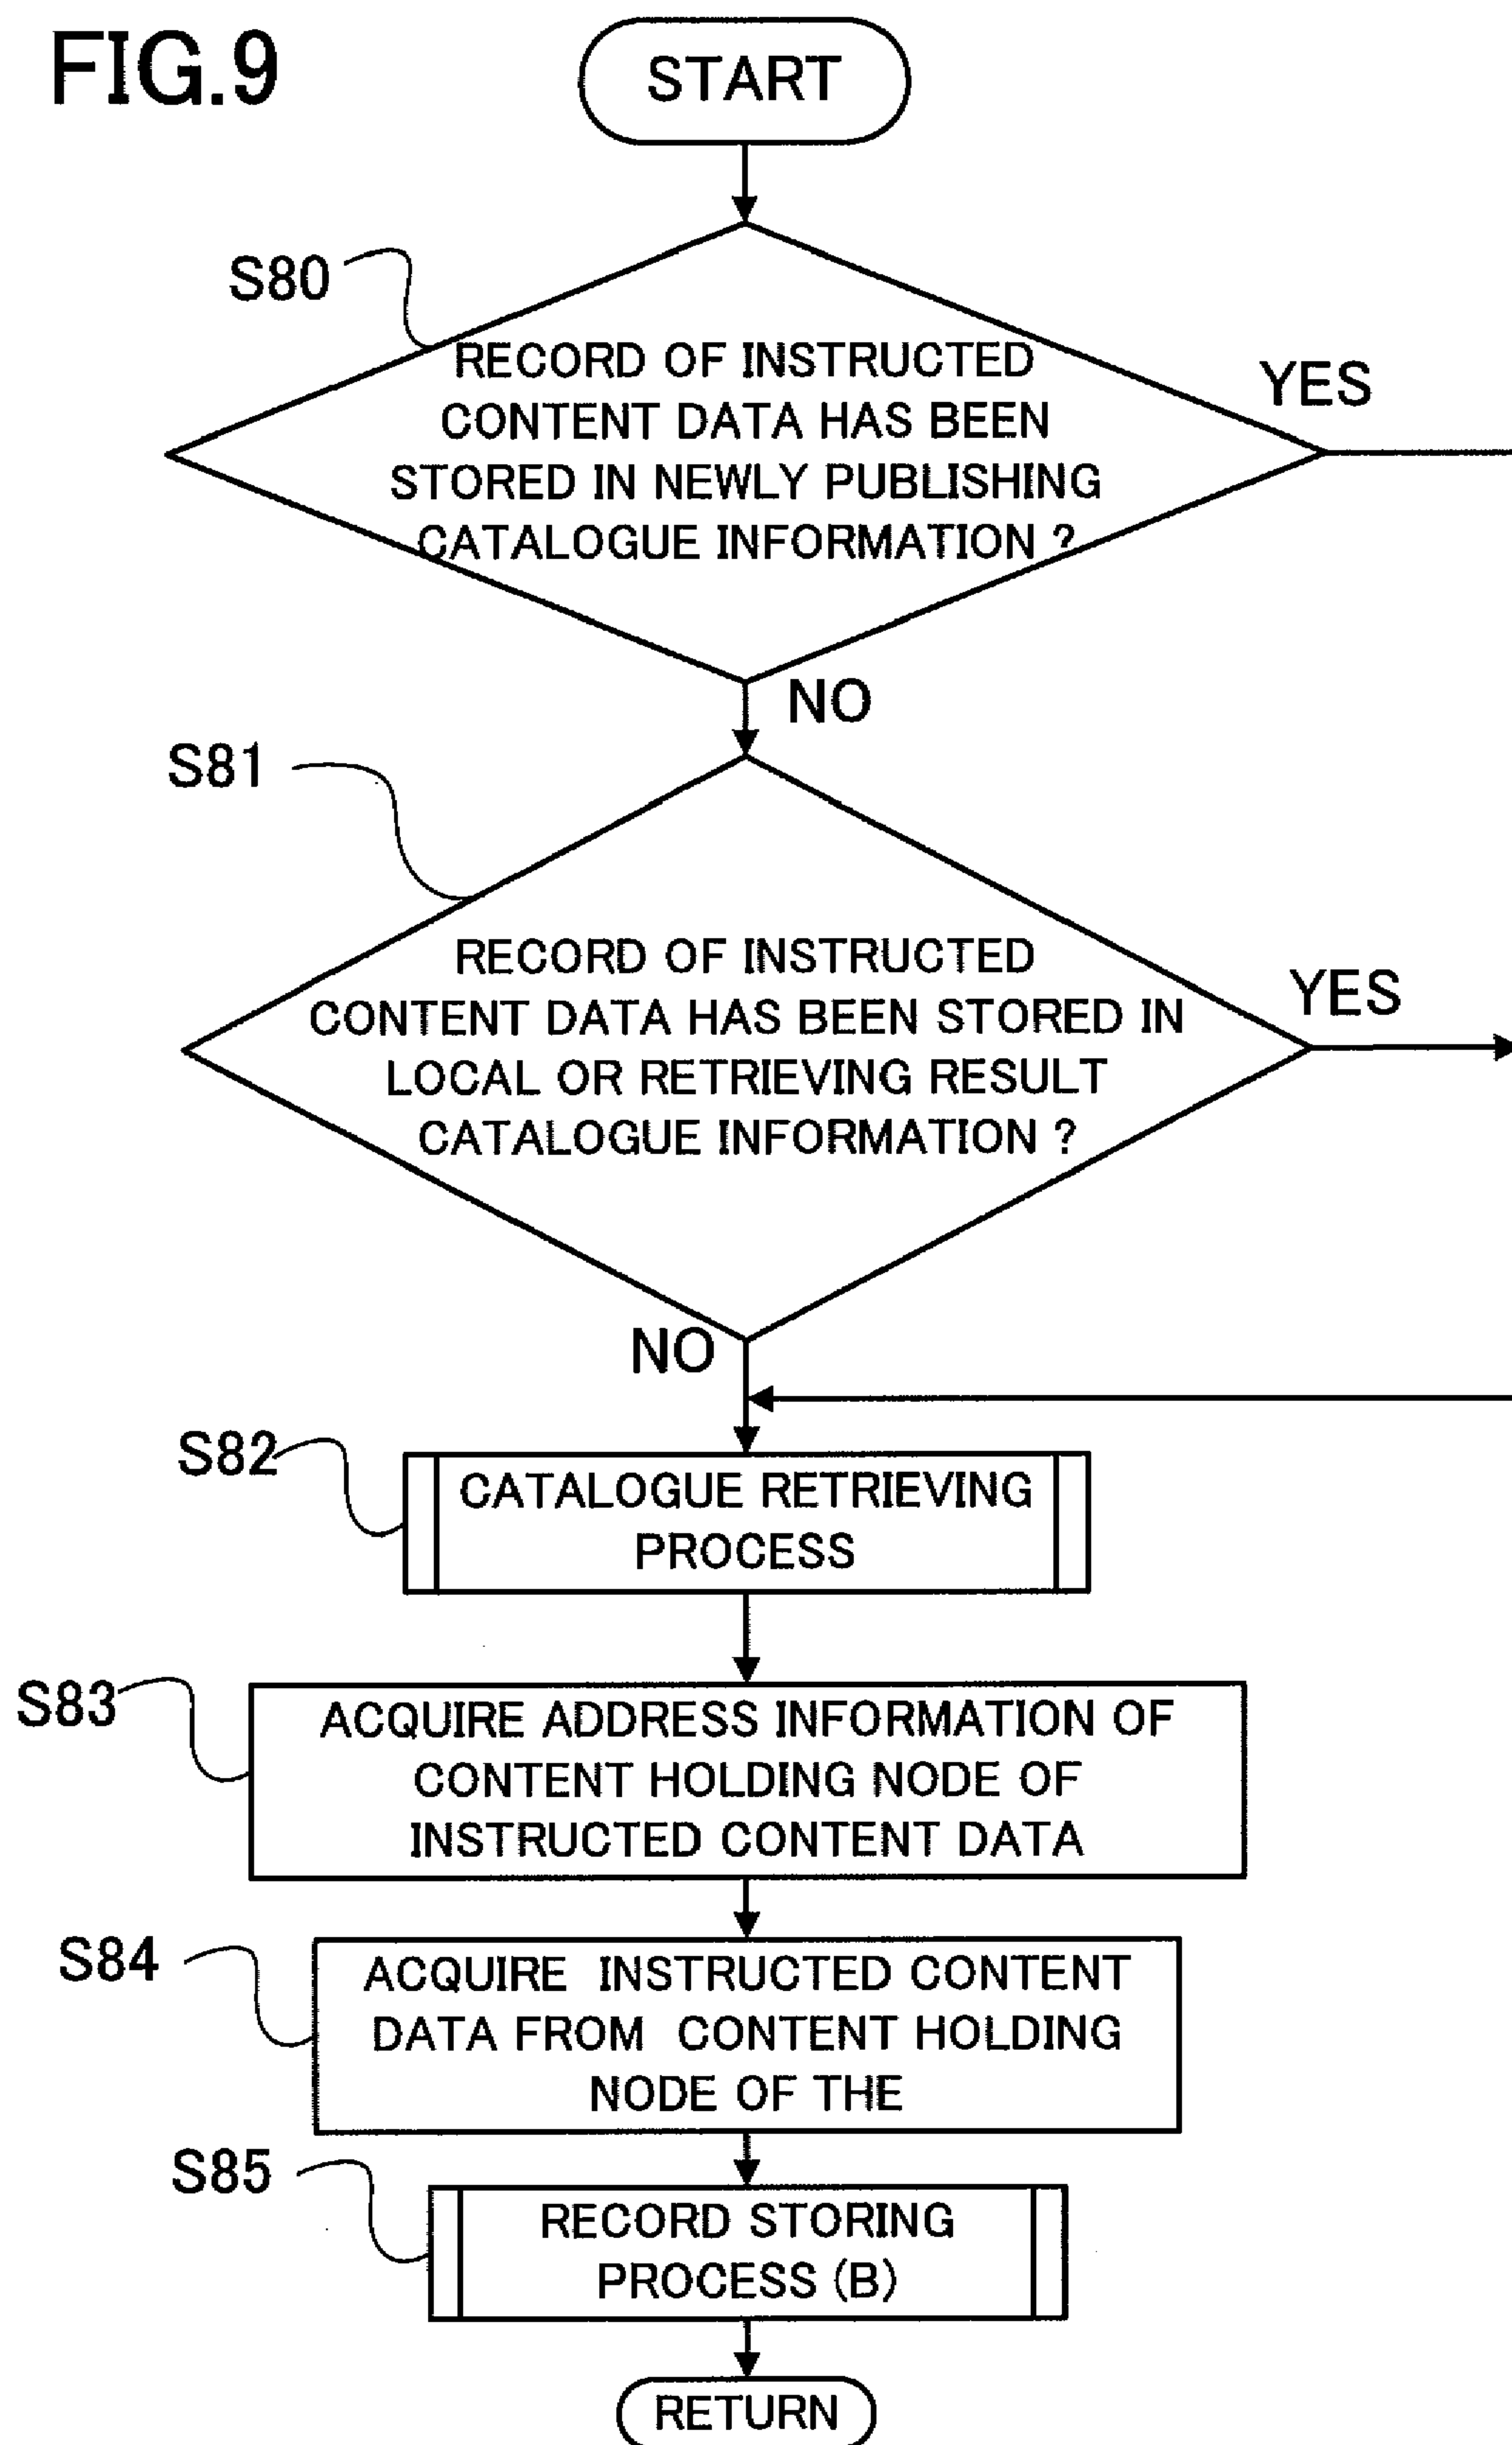 FIG.9
START
S80
RECORD OF INSTRUCTED
CONTENT DATA HAS BEEN
STORED IN NEWLY PUBLISHING
CATALOGUE INFORMATION ?
YES
NO
S81
RECORD OF INSTRUCTED
CONTENT DATA HAS BEEN STORED IN
LOCAL OR RETRIEVING RESULT
CATALOGUE INFORMATION ?
YES
NO
S82
CATALOGUE RETRIEVING
PROCESS
S83
ACQUIRE ADDRESS INFORMATION OF
CONTENT HOLDING NODE OF
INSTRUCTED CONTENT DATA
S84
ACQUIRE INSTRUCTED CONTENT
DATA FROM CONTENT HOLDING
NODE OF THE
S85
RECORD STORING
PROCESS (B)
RETURN